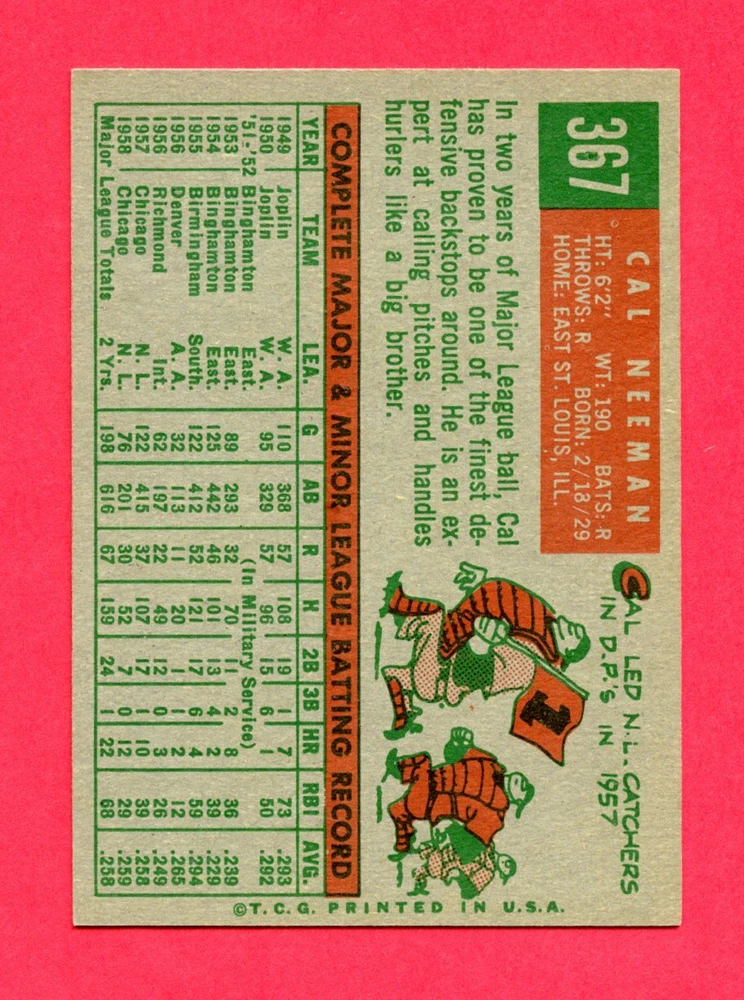 367
CAL NEEMAN
HT: 6'2" WT: 190 BATS: R
THROWS: R BORN: 2/18/29
HOME: EAST ST. LOUIS, ILL.
In two years of Major League ball, Cal
has proven to be one of the finest de-
fensive backstops around. He is an ex-
pert at calling pitches and handles
hurlers like a big brother.
CAL LED N.L. CATCHERS
IN D.P.'S IN 1957
1
COMPLETE MAJOR & MINOR LEAGUE BATTING RECORD
YEAR TEAM LEA. G AB R H 2B 3B HR RBI AVG.
1949 Joplin W. A. 110 368 57 108 19 1 7 73 .293
1950 Joplin W. A. 95 329 57 96 15 6 1 50 .292
'51-'52 Binghamton East. (In Military Service)
1953 Binghamton East. 89 293 32 70 11 2 8 36 .239
1954 Binghamton East. 125 442 46 101 13 4 2 39 .229
1955 Birmingham South. 122 412 52 121 17 6 4 59 .294
1956 Denver A. A. 32 113 11 20 1 1 2 12 .265
1956 Richmond Int. 62 197 22 49 12 0 3 26 .249
1957 Chicago N. L. 122 415 37 107 17 1 10 39 .258
1958 Chicago N. L. 76 201 30 52 7 0 12 29 .259
Major League Totals 2 Yrs. 198 616 67 159 24 1 22 68 .258
©T.C.G. PRINTED IN U.S.A.